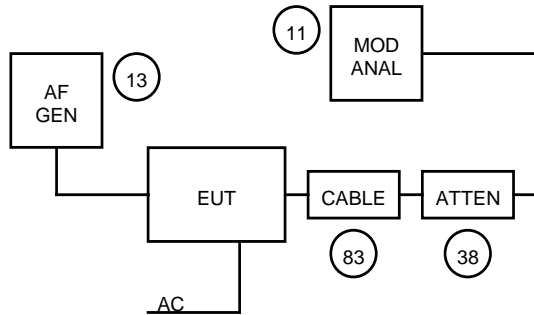 11
MOD
ANAL
13
AF
GEN
EUT
CABLE
ATTEN
83
38
AC